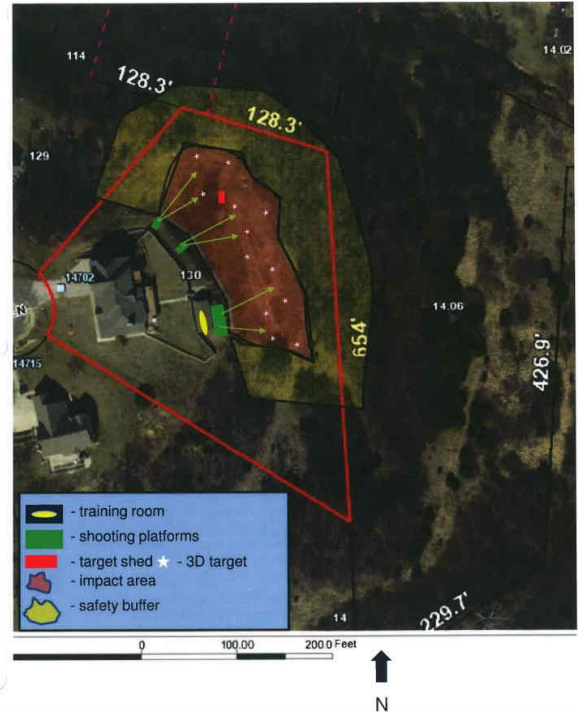 114
128.3'
14.02
128.3'
129
14702
130
14.06
654'
426.9'
14715
- training room
- shooting platforms
- target shed ★ - 3D target
- impact area
- safety buffer
14
229.7'
0 100.00 200.0 Feet
N